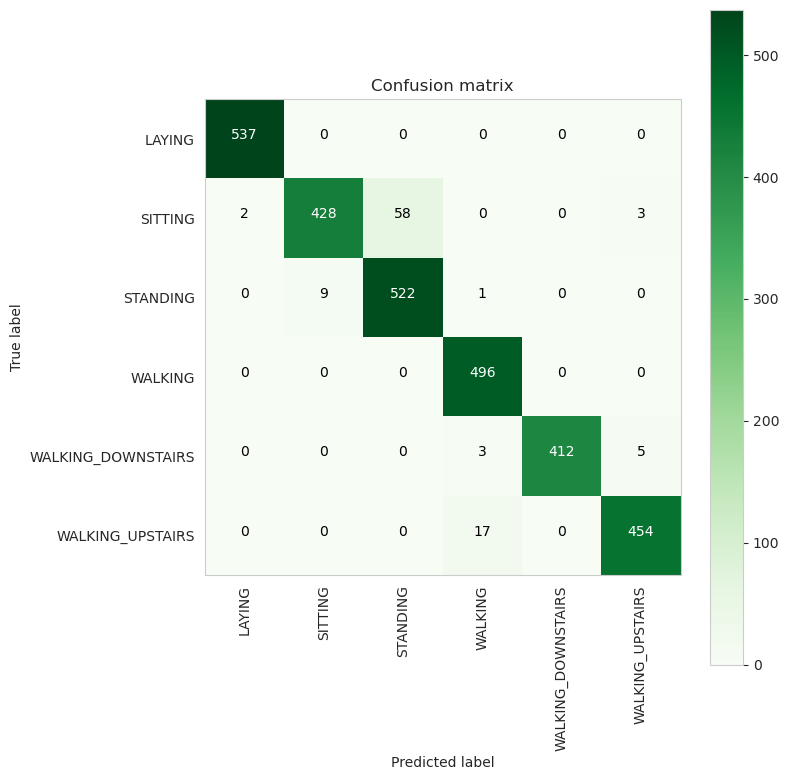 Confusion matrix
True label
LAYING 537 0 0 0 0 0
SITTING 2 428 58 0 0 3
STANDING 0 9 522 1 0 0
WALKING 0 0 0 496 0 0
WALKING_DOWNSTAIRS 0 0 0 3 412 5
WALKING_UPSTAIRS 0 0 0 17 0 454
LAYING
SITTING
STANDING
WALKING
WALKING_DOWNSTAIRS
WALKING_UPSTAIRS
Predicted label
500
400
300
200
100
0